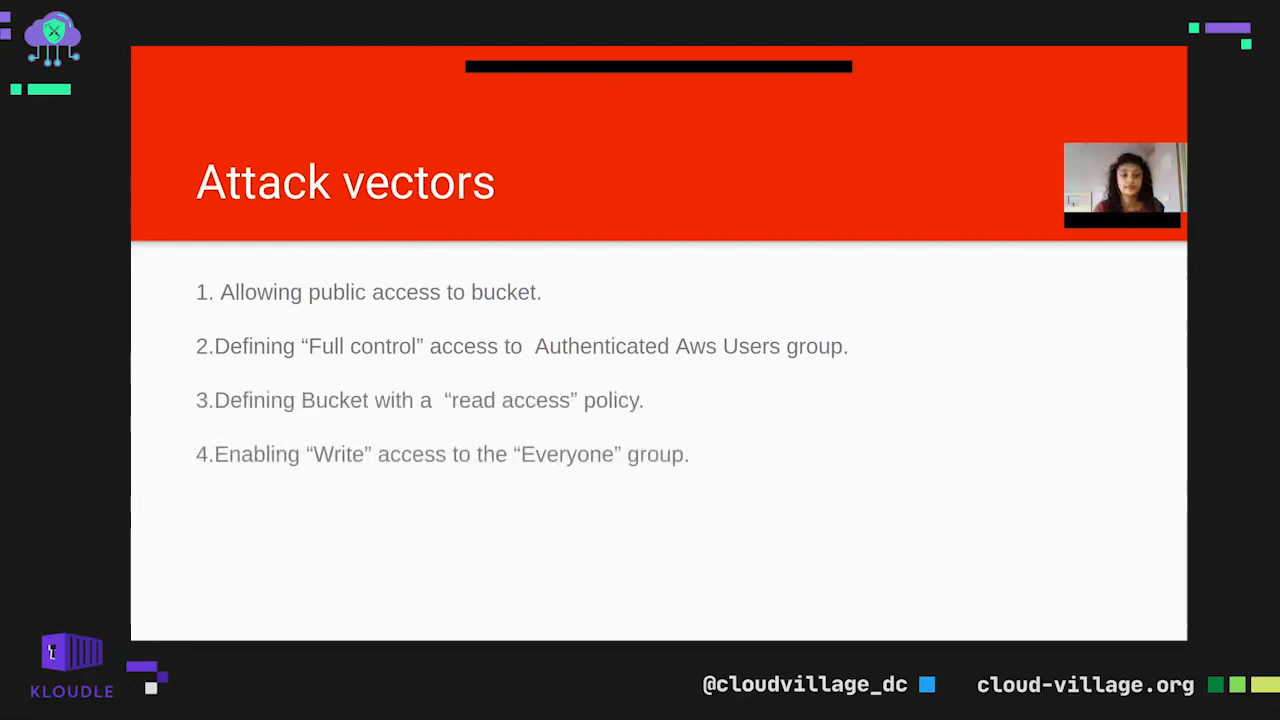 Attack vectors
1. Allowing public access to bucket.
2.Defining “Full control” access to  Authenticated Aws Users group.
3.Defining Bucket with a  “read access” policy.
4.Enabling “Write” access to the “Everyone” group.
KLOUDLE
@cloudvillage_dc
cloud-village.org